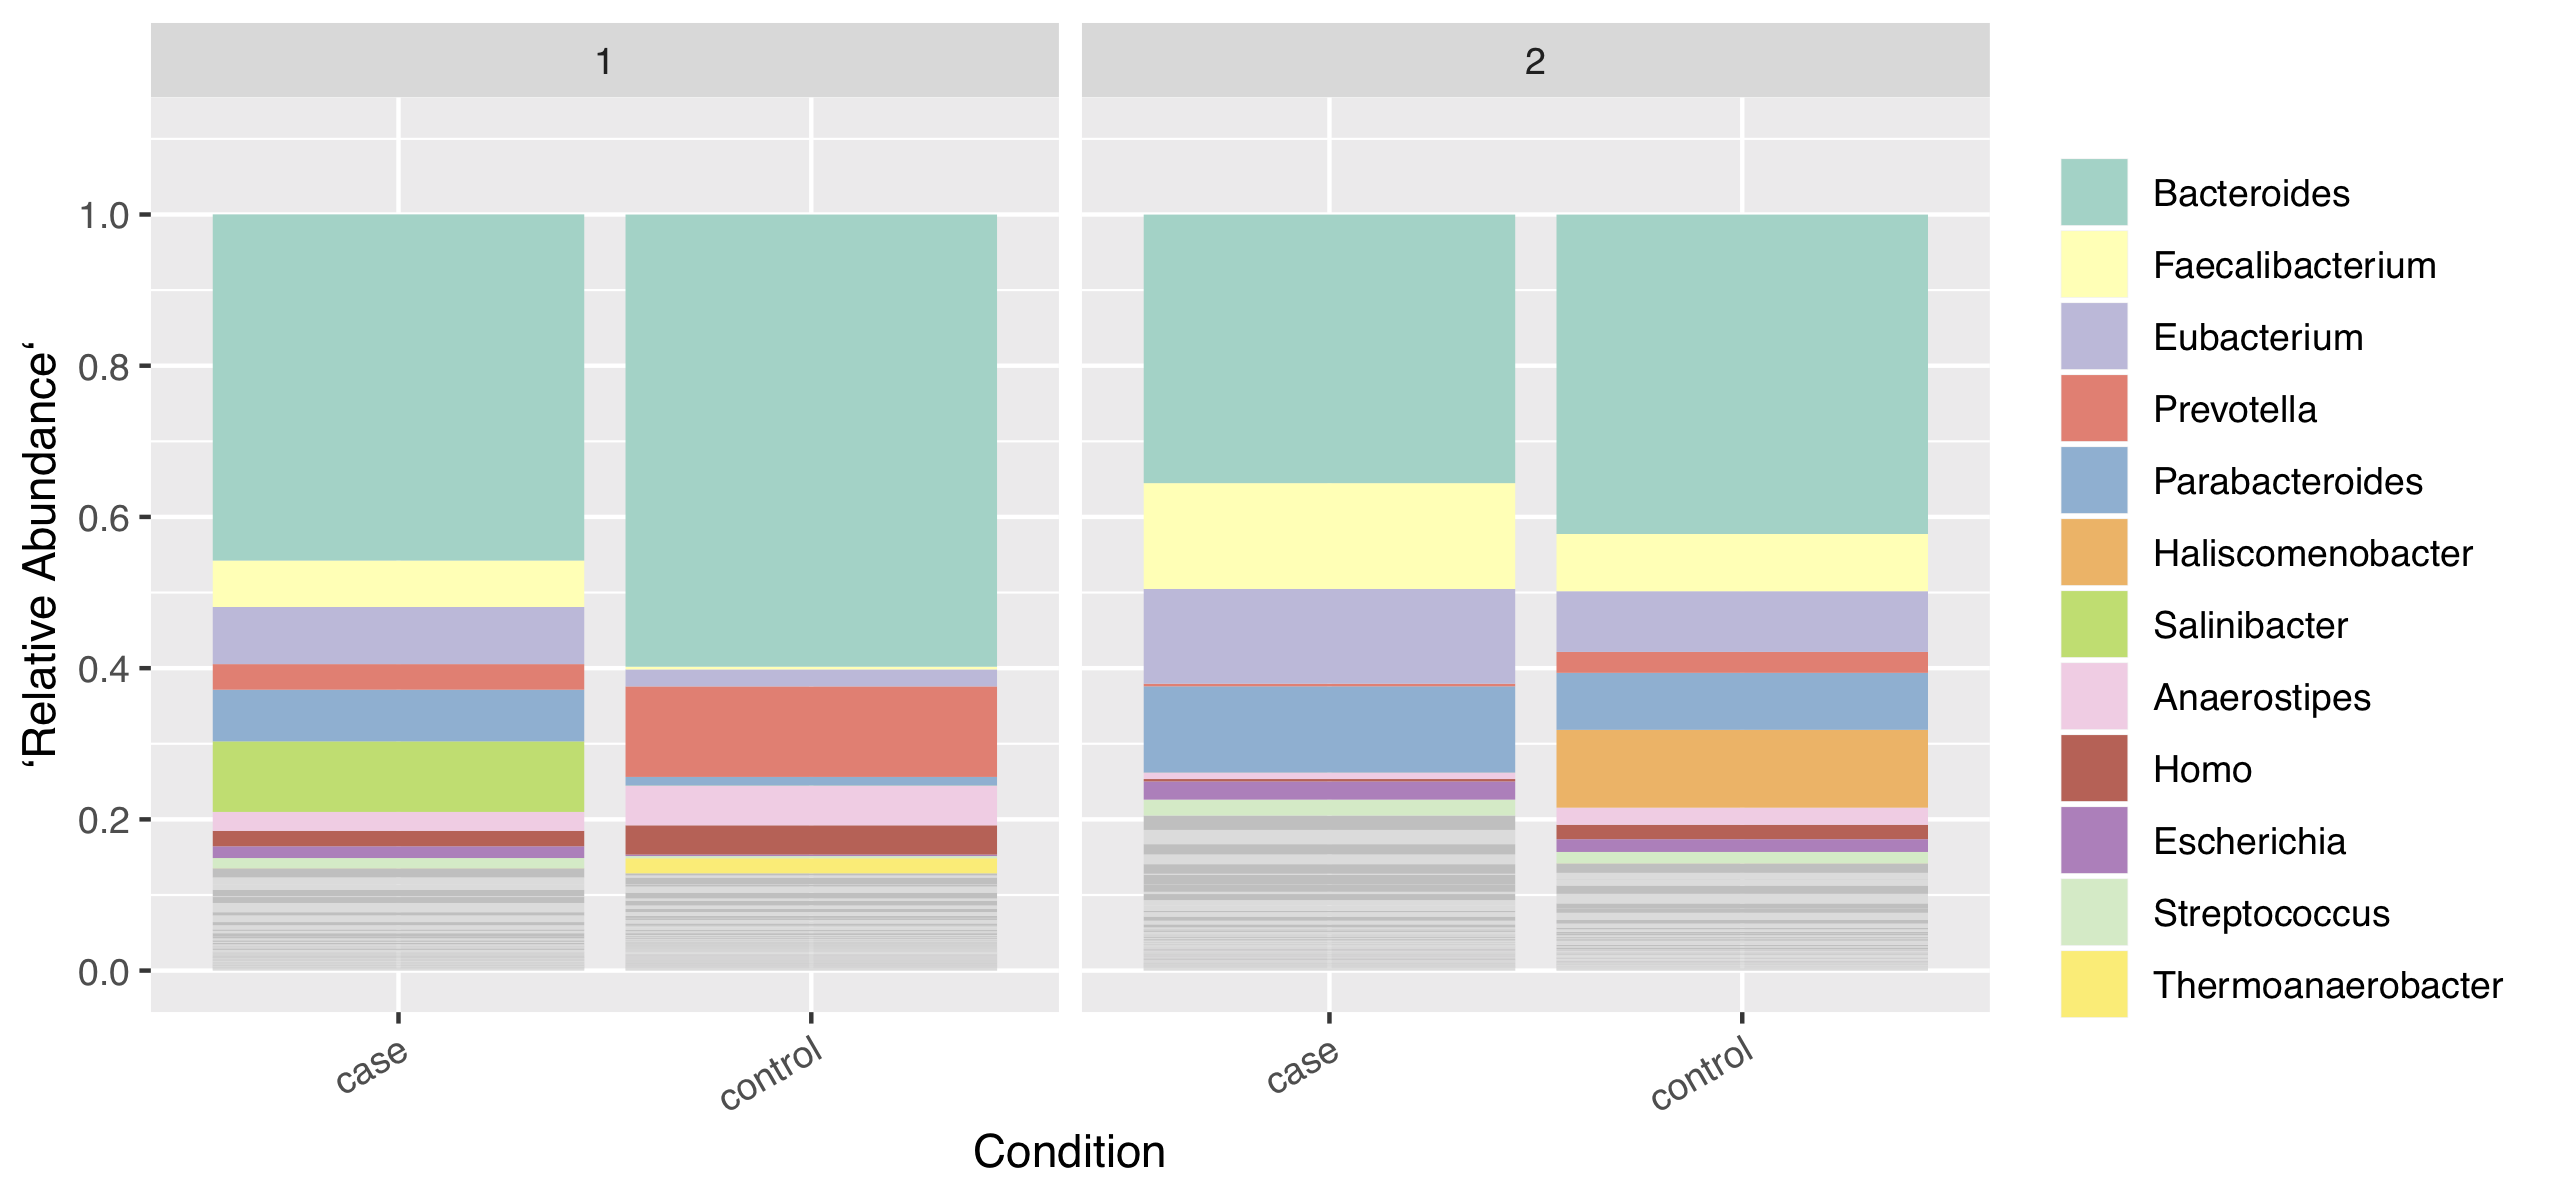 1
2
1.0
0.8
0.6
0.4
0.2
0.0
‘Relative Abundance‘
case
control
case
control
Condition
Bacteroides
Faecalibacterium
Eubacterium
Prevotella
Parabacteroides
Haliscomenobacter
Salinibacter
Anaerostipes
Homo
Escherichia
Streptococcus
Thermoanaerobacter